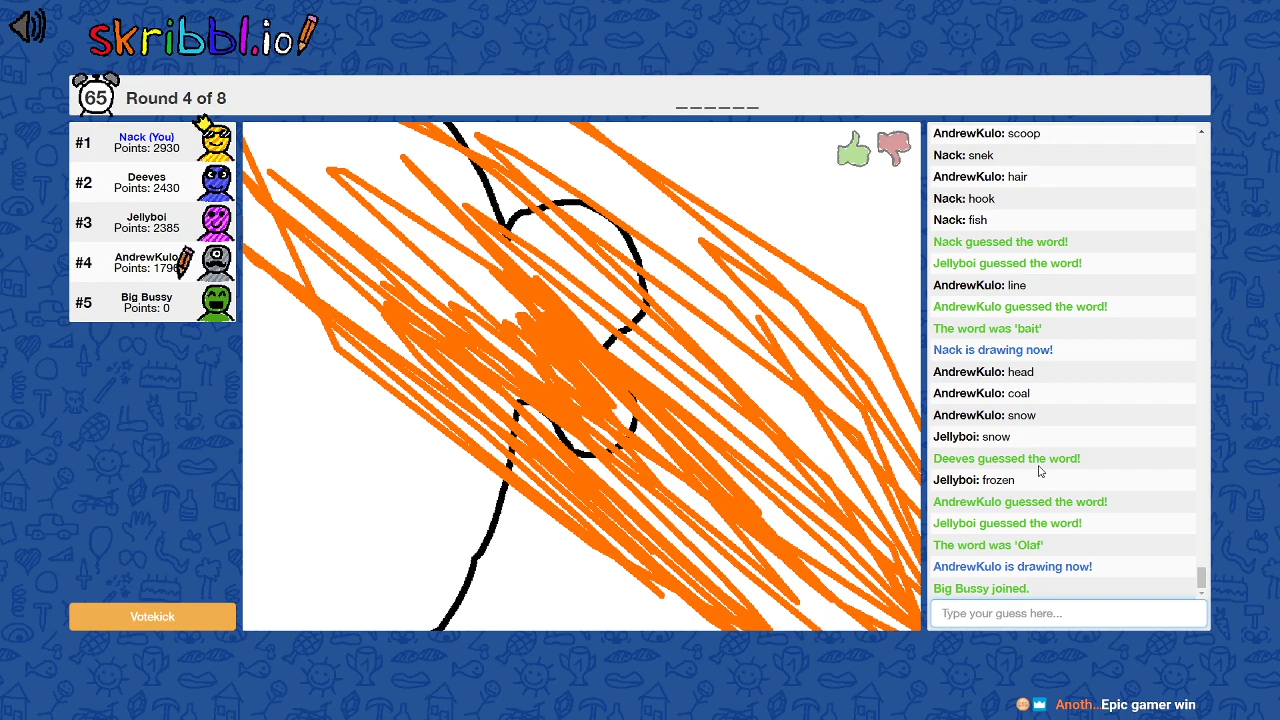 skribbl.io
65 Round 4 of 8
______
#1 Nack (You)
Points: 2930
#2 Deeves
Points: 2430
#3 Jellyboi
Points: 2385
#4 AndrewKulo
Points: 1796
#5 Big Bussy
Points: 0
Votekick
AndrewKulo: scoop
Nack: snek
AndrewKulo: hair
Nack: hook
Nack: fish
Nack guessed the word!
Jellyboi guessed the word!
AndrewKulo: line
AndrewKulo guessed the word!
The word was 'bait'
Nack is drawing now!
AndrewKulo: head
AndrewKulo: coal
AndrewKulo: snow
Jellyboi: snow
Deeves guessed the word!
Jellyboi: frozen
AndrewKulo guessed the word!
Jellyboi guessed the word!
The word was 'Olaf'
AndrewKulo is drawing now!
Big Bussy joined.
Type your guess here...
Anoth...Epic gamer win